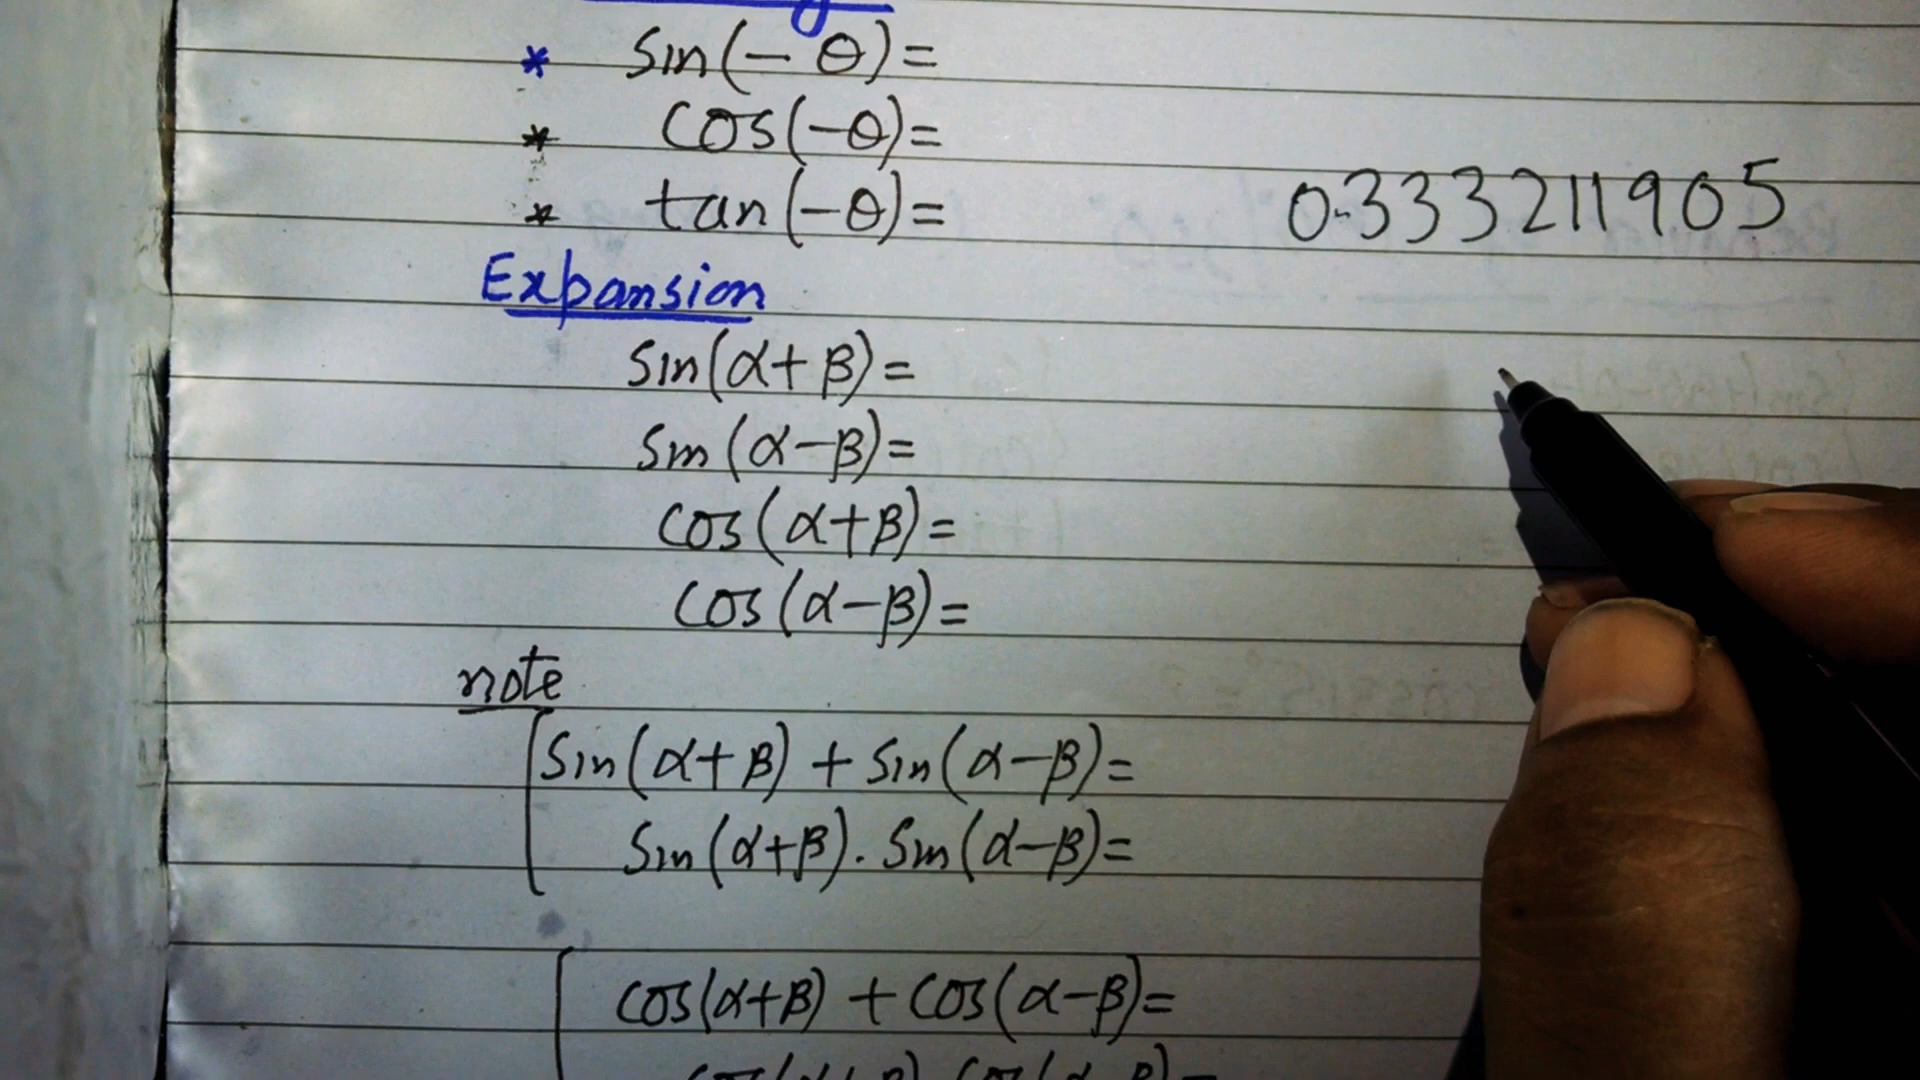 * Sin(-θ)=
* cos(-θ)=
* tan(-θ)=
0333211905
Expansion
Sin(α+β)=
Sin(α-β)=
cos(α+β)=
cos(α-β)=
note
Sin(α+β) + Sin(α-β)=
Sin(α+β). Sin(α-β)=
cos(α+β) + cos(α-β)=